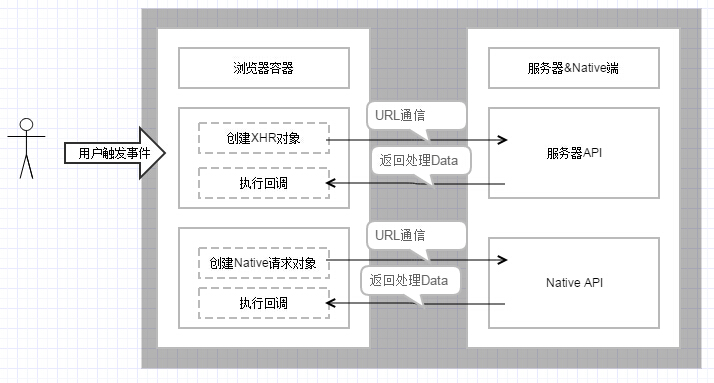 浏览器容器
服务器&Native端
用户触发事件
创建XHR对象
URL通信
返回处理Data
执行回调
服务器API
创建Native请求对象
URL通信
返回处理Data
执行回调
Native API